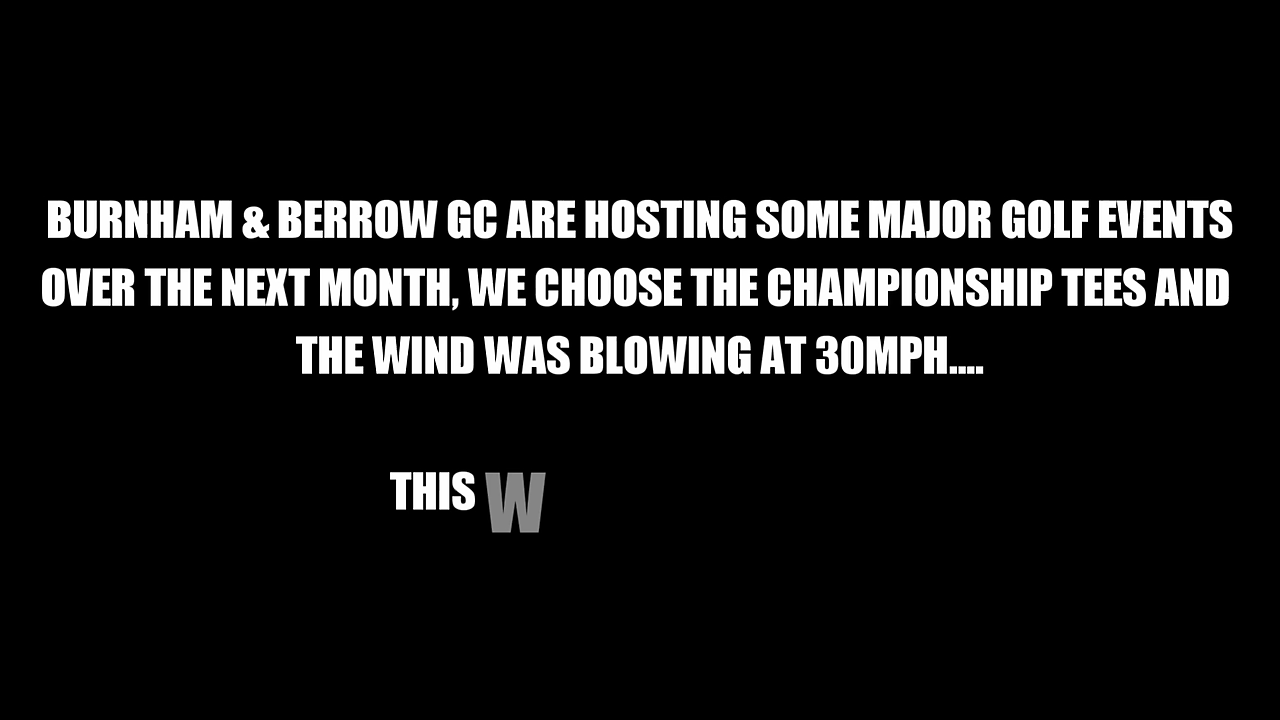 BURNHAM & BERROW GC ARE HOSTING SOME MAJOR GOLF EVENTS
OVER THE NEXT MONTH, WE CHOOSE THE CHAMPIONSHIP TEES AND
THE WIND WAS BLOWING AT 30MPH....
THIS W